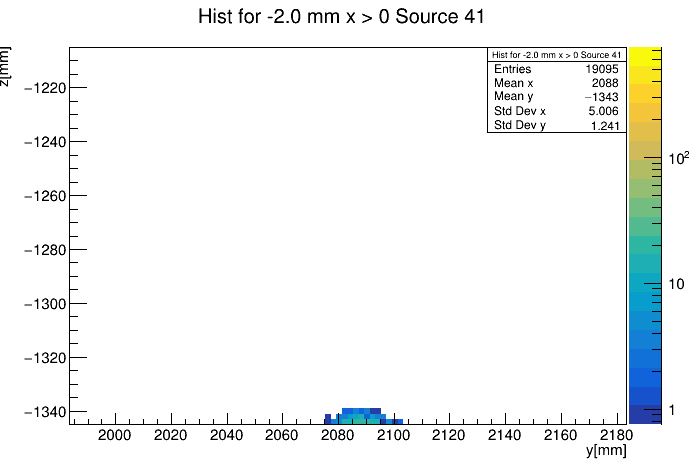 Hist for -2.0 mm x > 0 Source 41
z[mm]
Hist for -2.0 mm x > 0 Source 41
Entries 19095
Mean x 2088
Mean y −1343
Std Dev x 5.006
Std Dev y 1.241
−1220
−1240
−1260
−1280
−1300
−1320
−1340
10²
10
1
2000 2020 2040 2060 2080 2100 2120 2140 2160 2180
y[mm]